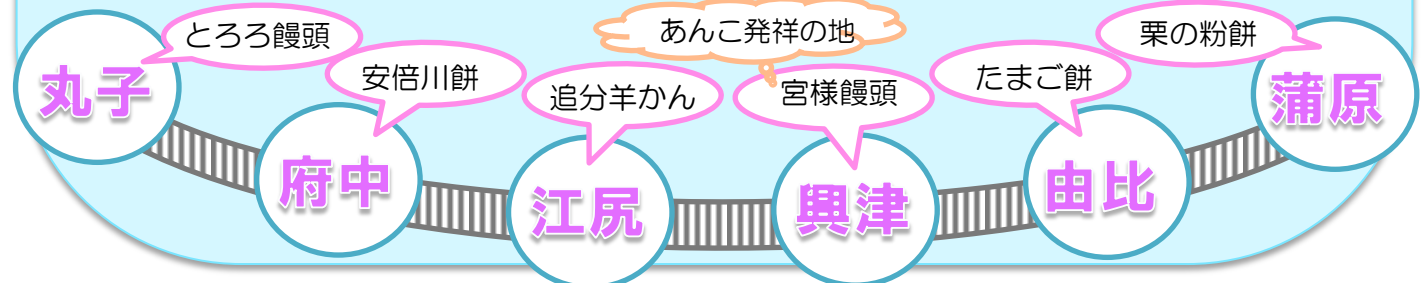 とろろ饅頭
丸子
安倍川餅
府中
追分羊かん
江尻
あんこ発祥の地
宮様饅頭
興津
たまご餅
由比
栗の粉餅
蒲原